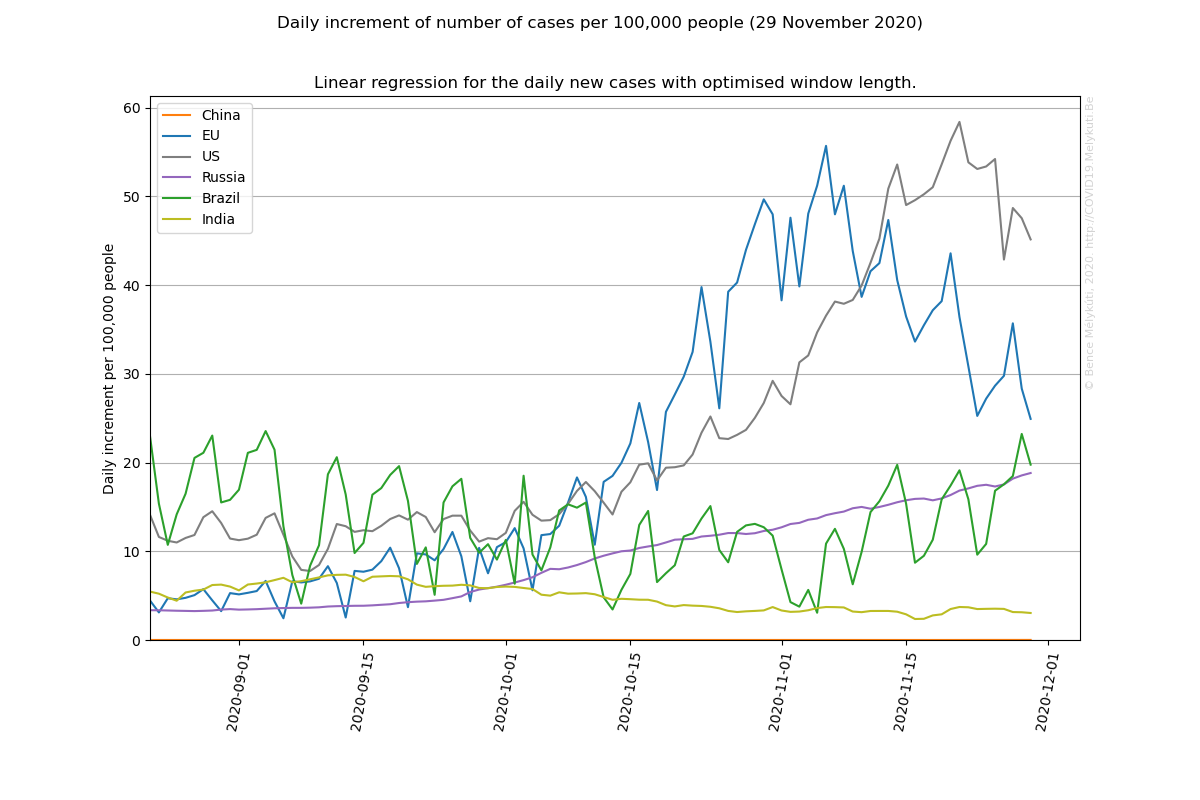 Daily increment of number of cases per 100,000 people (29 November 2020)
Linear regression for the daily new cases with optimised window length.
Daily increment per 100,000 people
60
50
40
30
20
10
0
China
EU
US
Russia
Brazil
India
2020-09-01
2020-09-15
2020-10-01
2020-10-15
2020-11-01
2020-11-15
2020-12-01
© Bence Mélykúti, 2020. http://COVID19.Melykuti.Be